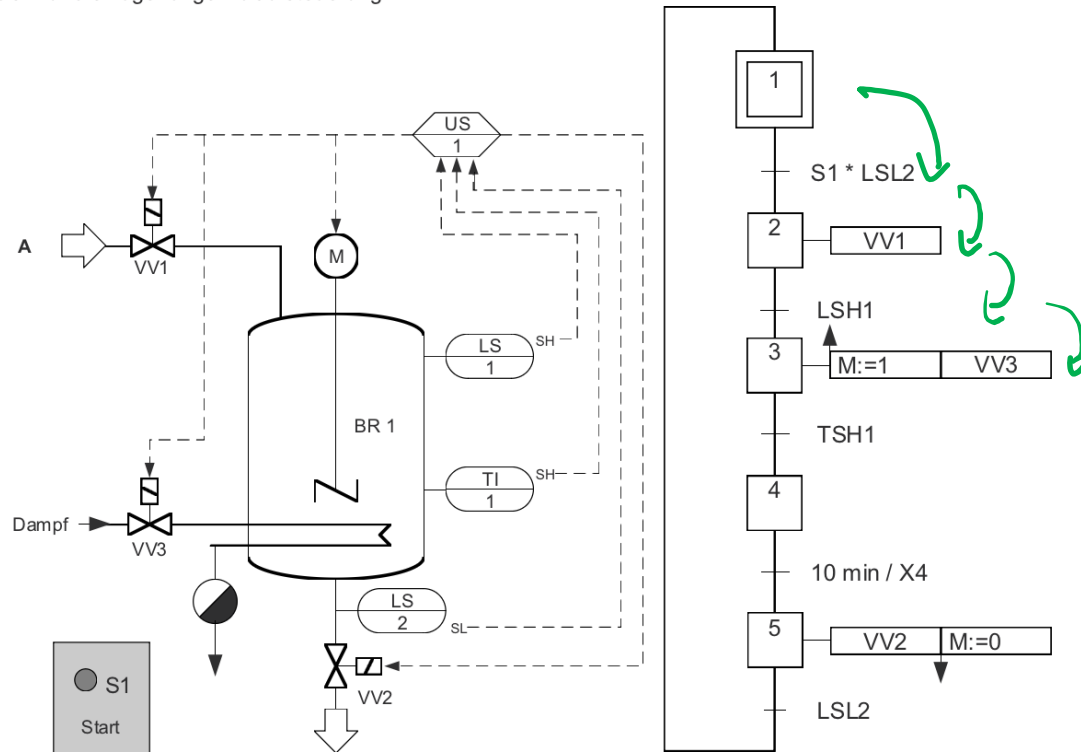 US
1
A
VV1
M
LS
1
SH
BR 1
TI
1
SH
Dampf
VV3
LS
2
SL
VV2
S1
Start
1
S1 * LSL2
2
VV1
LSH1
3
M:=1
VV3
TSH1
4
10 min / X4
5
VV2
M:=0
LSL2